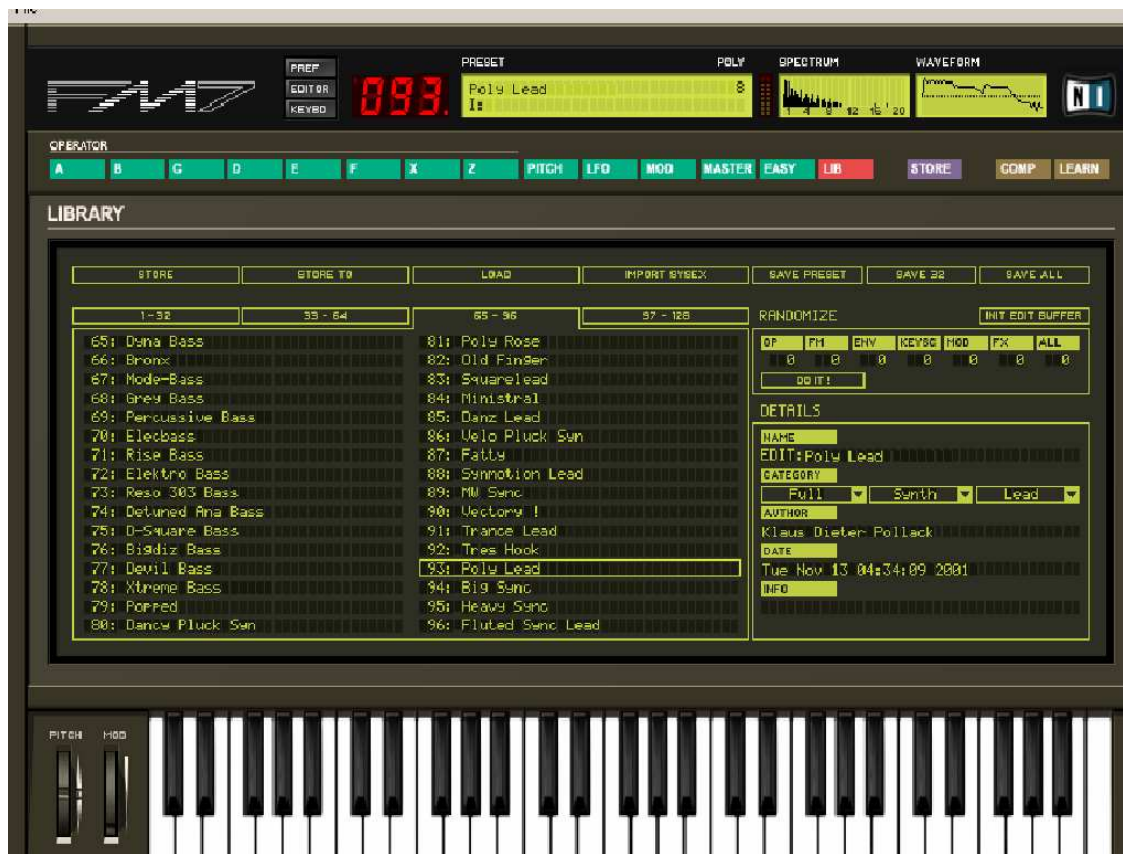 File
FM7
PREF
EDITOR
KEYBD
093.
PRESET POLY
Poly Lead 8
I:
SPECTRUM
1 4 8 12 16 20
WAVEFORM
NI
OPERATOR
A B C D E F X Z PITCH LFO MOD MASTER EASY LIB STORE COMP LEARN
LIBRARY
STORE STORE TO LOAD IMPORT SYSEX SAVE PRESET SAVE 32 SAVE ALL
1-32 33 - 64 65 - 96 97 - 128
65: Dyna Bass
66: Bronx
67: Mode-Bass
68: Grey Bass
69: Percussive Bass
70: Elecbass
71: Rise Bass
72: Elektro Bass
73: Reso 303 Bass
74: Detuned Ana Bass
75: D-Square Bass
76: Bigdiz Bass
77: Devil Bass
78: Xtreme Bass
79: Popped
80: Dancy Pluck Syn
81: Poly Rose
82: Old Finger
83: Squarelead
84: Ministral
85: Danz Lead
86: Velo Pluck Syn
87: Fatty
88: Synmotion Lead
89: MW Sync
90: Vectory !
91: Trance Lead
92: Tres Hook
93: Poly Lead
94: Big Sync
95: Heavy Sync
96: Fluted Sync Lead
RANDOMIZE INIT EDIT BUFFER
OP FM ENV KEYSC MOD FX ALL
0 0 0 0 0 0 0
DO IT!
DETAILS
NAME
EDIT:Poly Lead
CATEGORY
Full Synth Lead
AUTHOR
Klaus Dieter Pollack
DATE
Tue Nov 13 04:34:09 2001
INFO
PITCH MOD